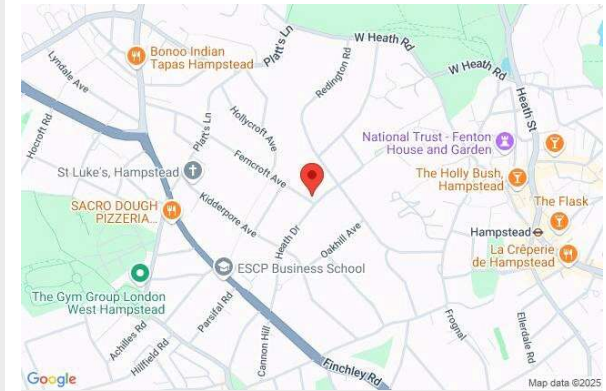 W Heath Rd
Bonoo Indian
Tapas Hampstead
Platt's Ln
Redington Rd
W Heath Rd
Lyndale Ave
Heath St
Hollycroft Ave
Hocroft Rd
Platt's Ln
National Trust - Fenton
House and Garden
St Luke's, Hampstead
Ferncroft Ave
The Holly Bush,
Hampstead
SACRO DOUGH
PIZZERIA...
Kidderpore Ave
The Flask
Heath Dr
Oakhill Ave
Hampstead
La Crêperie
de Hampstead
ESCP Business School
The Gym Group London
West Hampstead
Parsifal Rd
Achilles Rd
Hillfield Rd
Cannon Hill
Frognal
Ellerdale Rd
Finchley Rd
Google
Map data ©2025